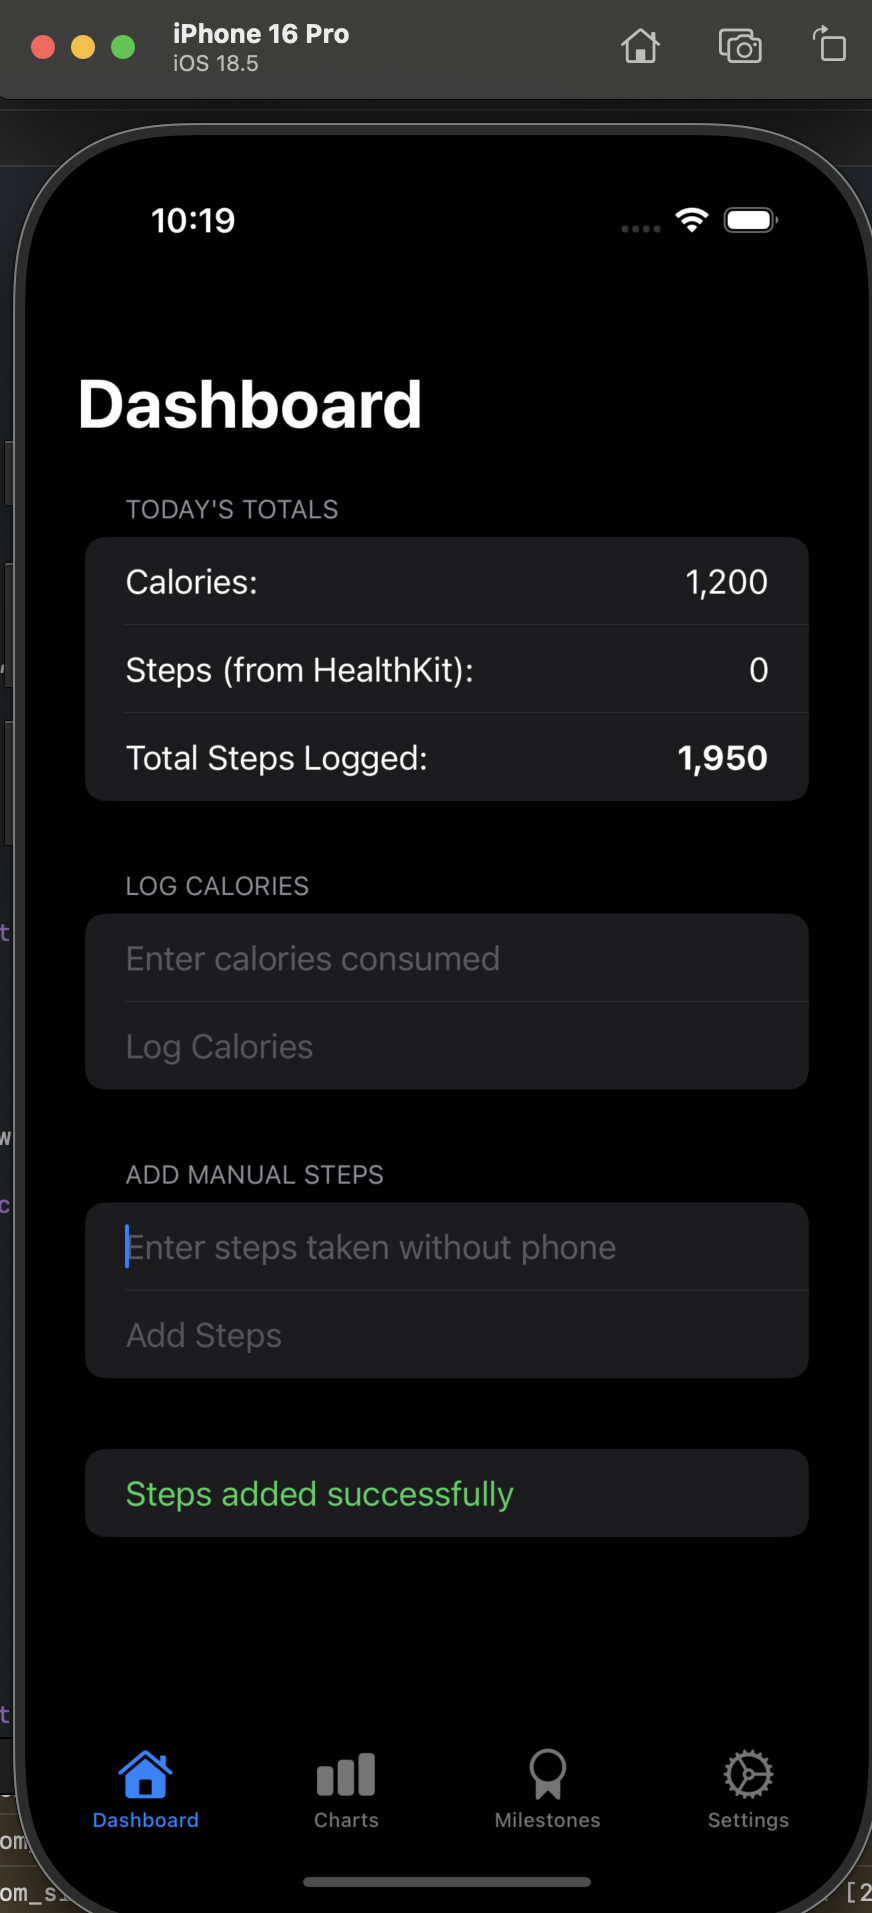 iPhone 16 Pro
iOS 18.5
10:19
Dashboard
TODAY'S TOTALS
Calories: 1,200
Steps (from HealthKit): 0
Total Steps Logged: 1,950
LOG CALORIES
Enter calories consumed
Log Calories
ADD MANUAL STEPS
Enter steps taken without phone
Add Steps
Steps added successfully
Dashboard Charts Milestones Settings